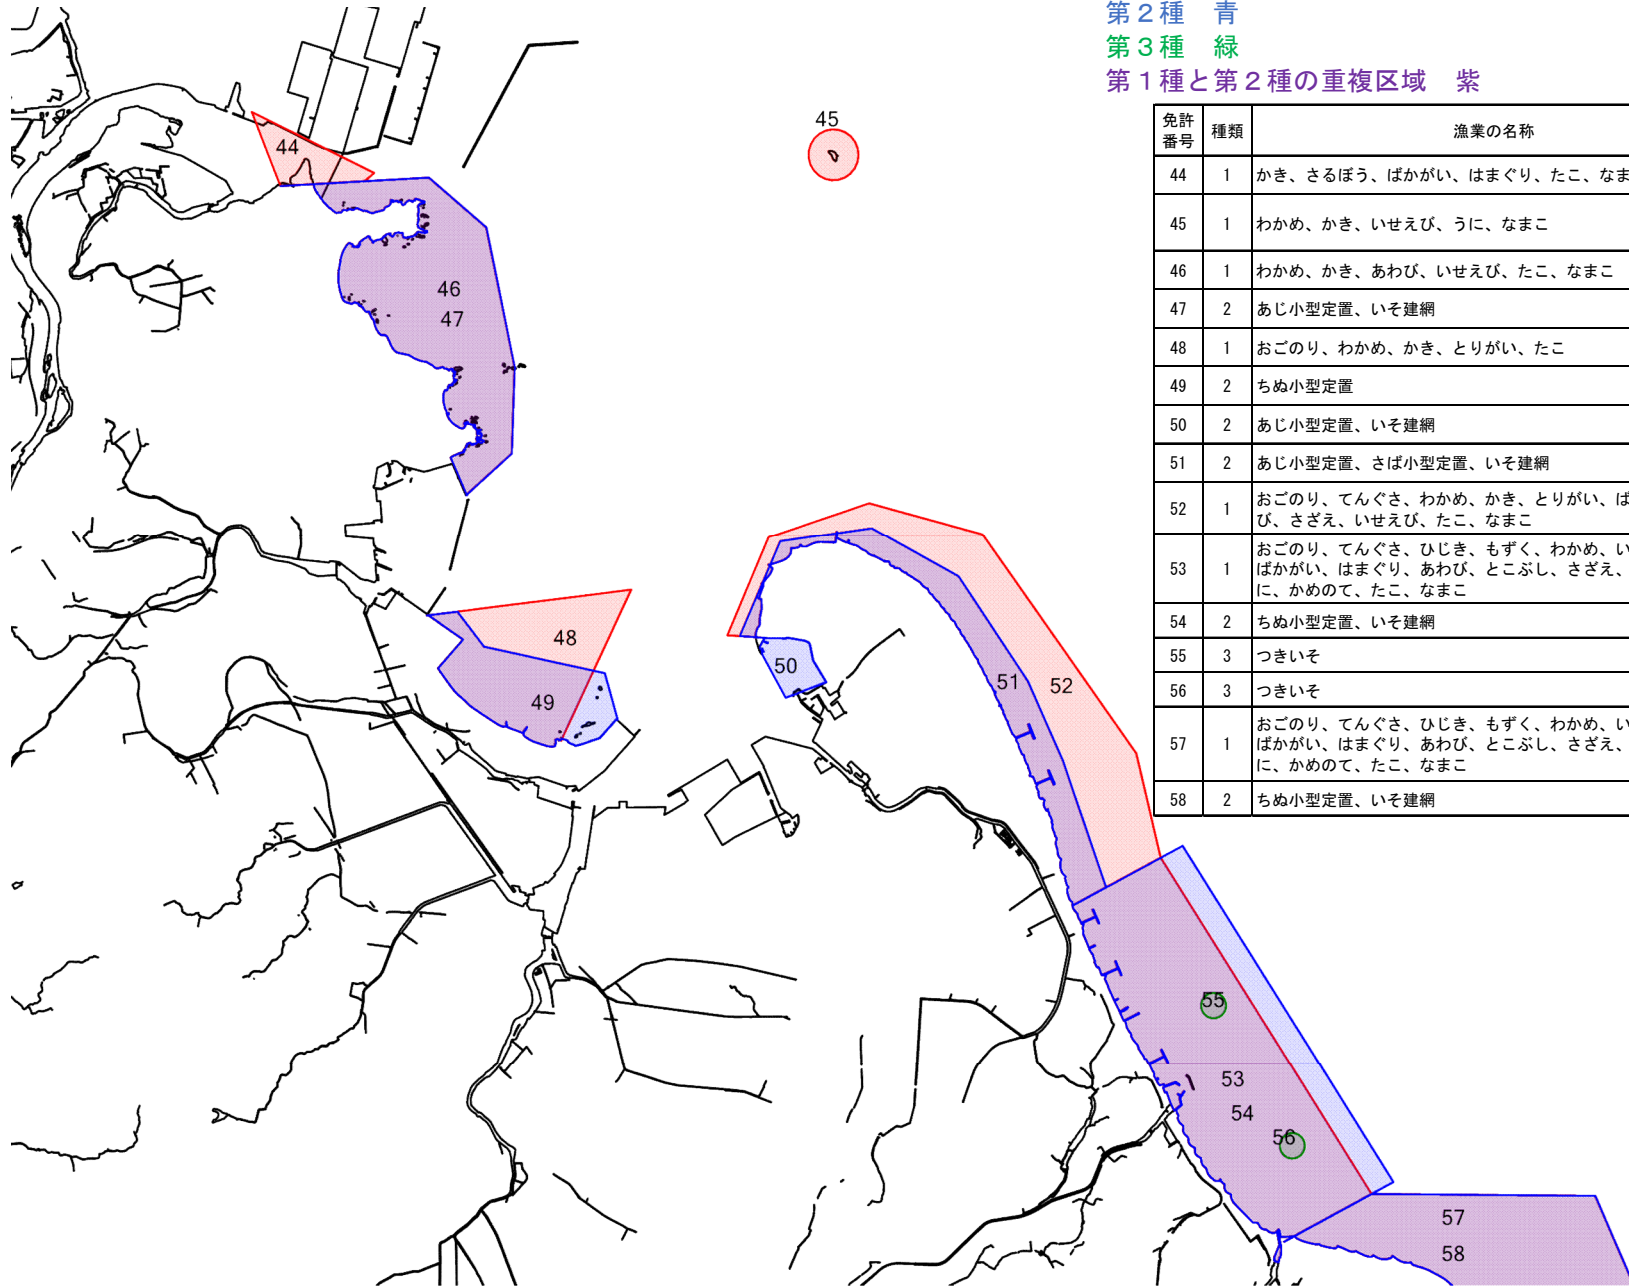 第２種　青
第３種　緑
第１種と第２種の重複区域　紫
免許番号 種類 漁業の名称
44 1 かき、さるぼう、ばかがい、はまぐり、たこ、なま
45 1 わかめ、かき、いせえび、うに、なまこ
46 1 わかめ、かき、あわび、いせえび、たこ、なまこ
47 2 あじ小型定置、いそ建網
48 1 おごのり、わかめ、かき、とりがい、たこ
49 2 ちぬ小型定置
50 2 あじ小型定置、いそ建網
51 2 あじ小型定置、さば小型定置、いそ建網
52 1 おごのり、てんぐさ、わかめ、かき、とりがい、ば
び、さざえ、いせえび、たこ、なまこ
53 1 おごのり、てんぐさ、ひじき、もずく、わかめ、い
ばかがい、はまぐり、あわび、とこぶし、さざえ、
に、かめのて、たこ、なまこ
54 2 ちぬ小型定置、いそ建網
55 3 つきいそ
56 3 つきいそ
57 1 おごのり、てんぐさ、ひじき、もずく、わかめ、い
ばかがい、はまぐり、あわび、とこぶし、さざえ、
に、かめのて、たこ、なまこ
58 2 ちぬ小型定置、いそ建網
45
44
46
47
48
49
50
51
52
55
53
54
56
57
58